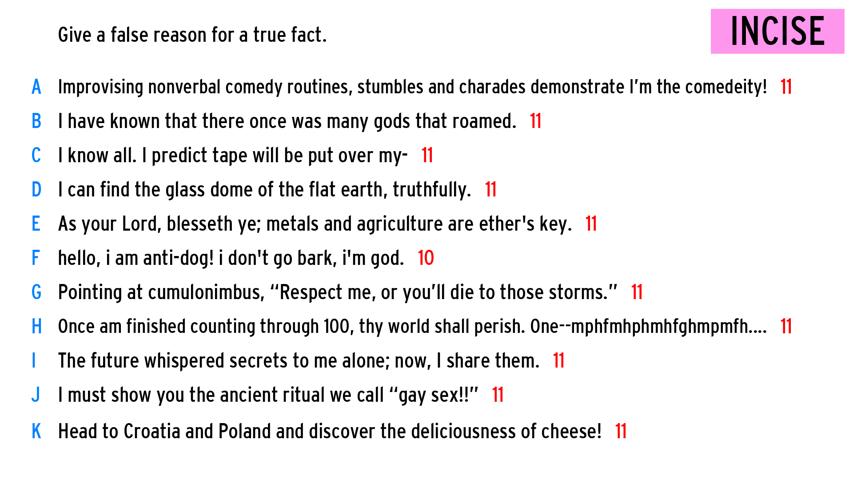 Give a false reason for a true fact.
INCISE
A Improvising nonverbal comedy routines, stumbles and charades demonstrate I'm the comedeity! 11
B I have known that there once was many gods that roamed. 11
C I know all. I predict tape will be put over my- 11
D I can find the glass dome of the flat earth, truthfully. 11
E As your Lord, blesseth ye; metals and agriculture are ether's key. 11
F hello, i am anti-dog! i don't go bark, i'm god. 10
G Pointing at cumulonimbus, “Respect me, or you’ll die to those storms.” 11
H Once am finished counting through 100, thy world shall perish. One--mphfmhphmhfghmpmfh.... 11
I The future whispered secrets to me alone; now, I share them. 11
J I must show you the ancient ritual we call “gay sex!!” 11
K Head to Croatia and Poland and discover the deliciousness of cheese! 11